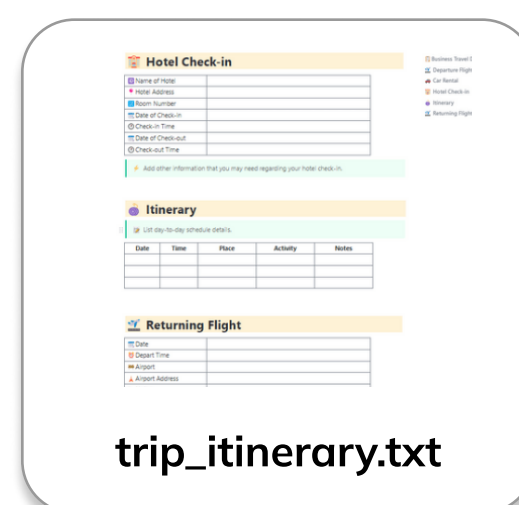 Hotel Check-in
Name of Hotel
Hotel Address
Room Number
Date of Check-in
Check-in Time
Date of Check-out
Check-out Time
Add other information that you may need regarding your hotel check-in.
Itinerary
List day-to-day schedule details.
Date Time Place Activity Notes
Returning Flight
Date
Depart Time
Airport
Airport Address
Business Travel I
Departure Fligh
Car Rental
Hotel Check-in
Itinerary
Returning Fligh
trip_itinerary.txt